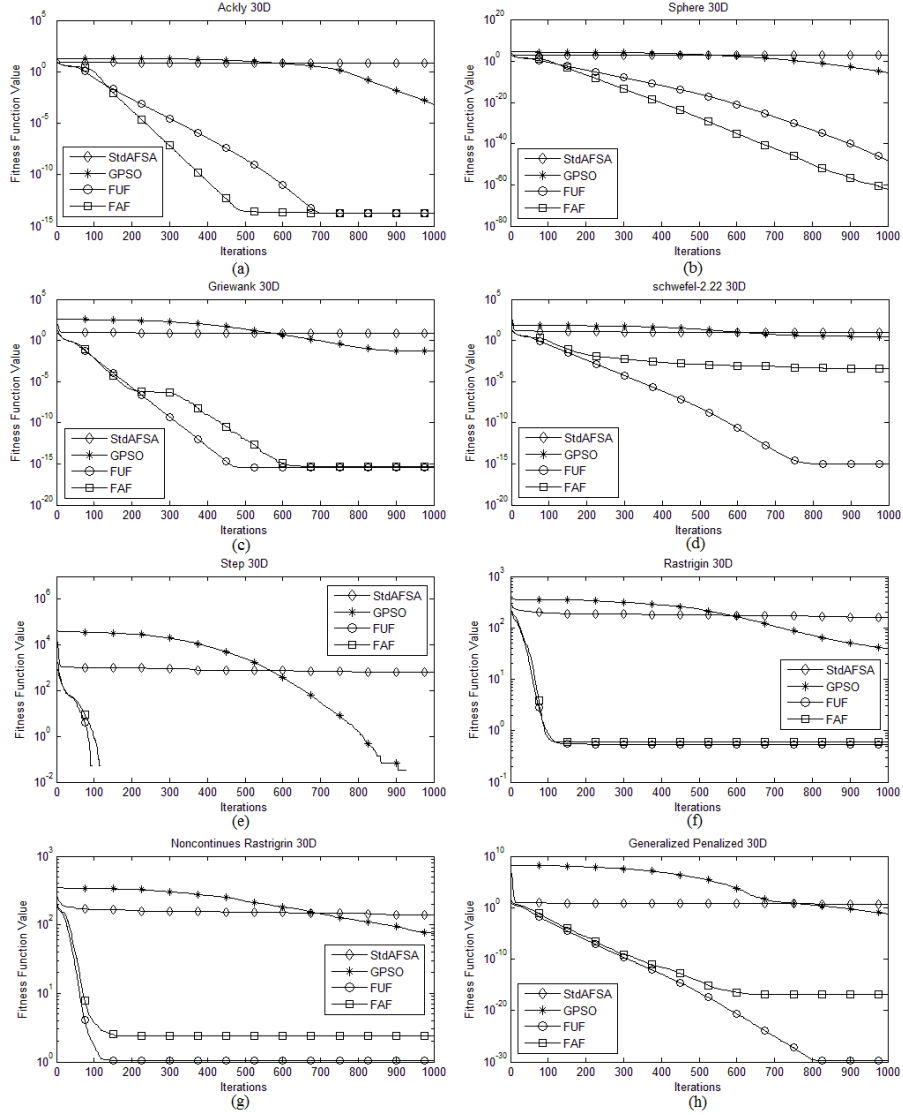 Ackly 30D
Fitness Function Value
10^5
10^0
10^-5
10^-10
10^-15
StdAFSA
GPSO
FUF
FAF
0 100 200 300 400 500 600 700 800 900 1000
Iterations
(a)
Sphere 30D
Fitness Function Value
10^20
10^0
10^-20
10^-40
10^-60
10^-80
StdAFSA
GPSO
FUF
FAF
0 100 200 300 400 500 600 700 800 900 1000
Iterations
(b)
Griewank 30D
Fitness Function Value
10^5
10^0
10^-5
10^-10
10^-15
10^-20
StdAFSA
GPSO
FUF
FAF
0 100 200 300 400 500 600 700 800 900 1000
Iterations
(c)
schwefel-2.22 30D
Fitness Function Value
10^5
10^0
10^-5
10^-10
10^-15
10^-20
StdAFSA
GPSO
FUF
FAF
0 100 200 300 400 500 600 700 800 900 1000
Iterations
(d)
Step 30D
Fitness Function Value
10^6
10^4
10^2
10^0
10^-2
StdAFSA
GPSO
FUF
FAF
0 100 200 300 400 500 600 700 800 900 1000
Iterations
(e)
Rastrigin 30D
Fitness Function Value
10^3
10^2
10^1
10^0
10^-1
StdAFSA
GPSO
FUF
FAF
0 100 200 300 400 500 600 700 800 900 1000
Iterations
(f)
Noncontinues Rastrigrin 30D
Fitness Function Value
10^3
10^2
10^1
10^0
StdAFSA
GPSO
FUF
FAF
0 100 200 300 400 500 600 700 800 900 1000
Iterations
(g)
Generalized Penalized 30D
Fitness Function Value
10^10
10^0
10^-10
10^-20
10^-30
StdAFSA
GPSO
FUF
FAF
0 100 200 300 400 500 600 700 800 900 1000
Iterations
(h)